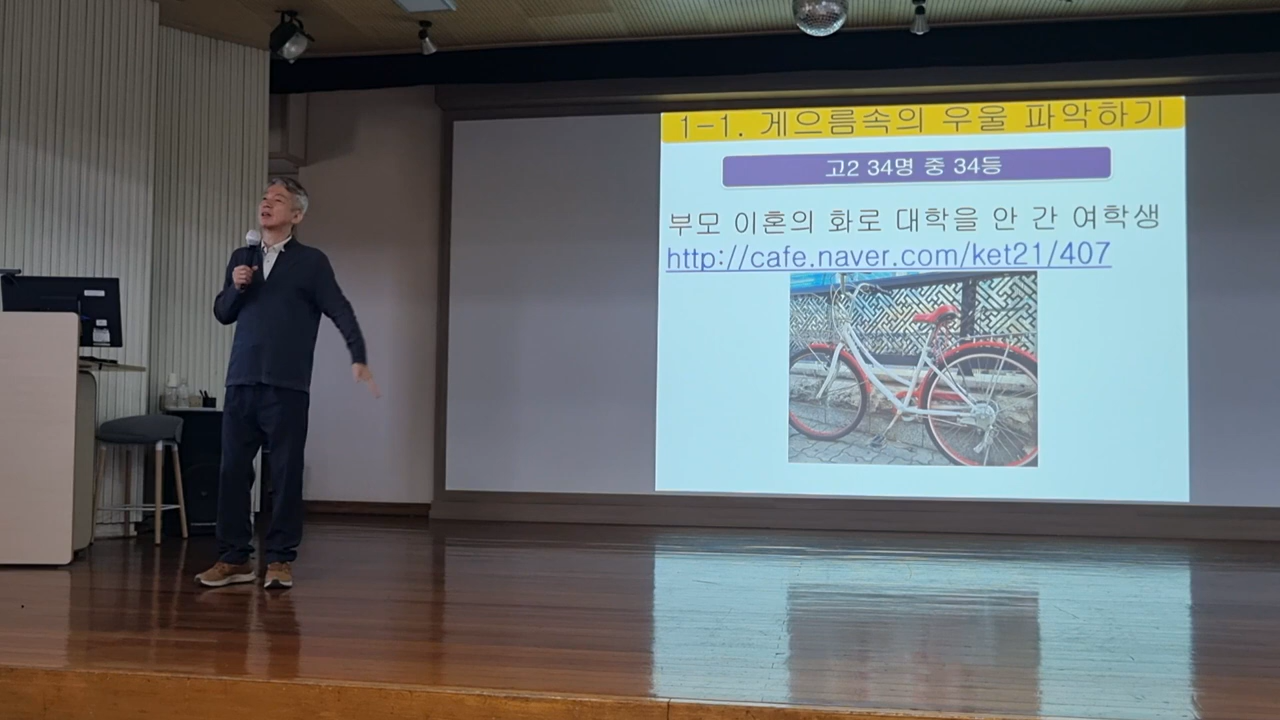 1-1. 게으름속의 우울 파악하기
고2 34명 중 34등
부모 이혼의 화로 대학을 안 간 여학생
http://cafe.naver.com/ket21/407